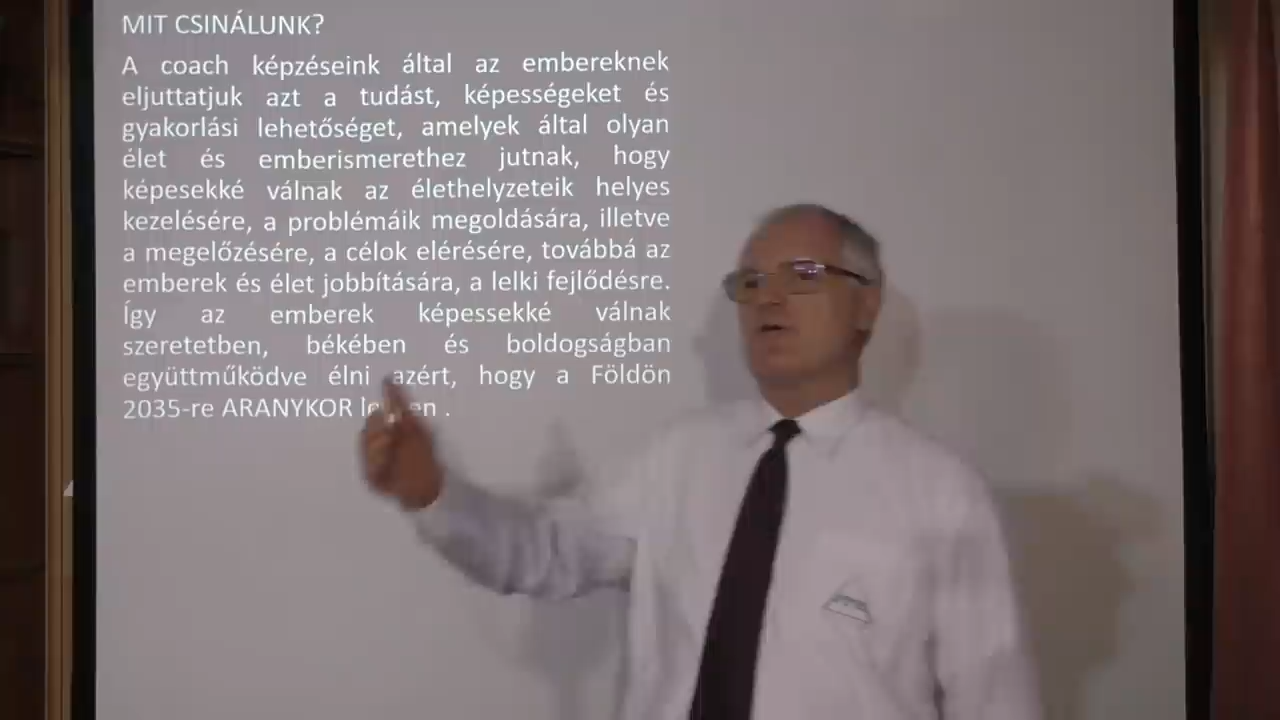 MIT CSINÁLUNK?
A coach képzéseink által az embereknek
eljuttatjuk azt a tudást, képességeket és
gyakorlási lehetőséget, amelyek által olyan
élet és emberismerethez jutnak, hogy
képesekké válnak az élethelyzeteik helyes
kezelésére, a problémáik megoldására, illetve
a megelőzésére, a célok elérésére, továbbá az
emberek és élet jobbítására, a lelki fejlődésre.
Így az emberek képessekké válnak
szeretetben, békében és boldogságban
együttműködve élni azért, hogy a Földön
2035-re ARANYKOR .